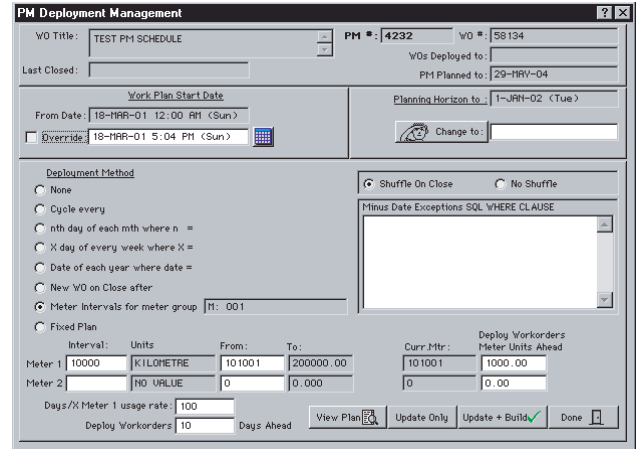 PM Deployment Management
WO Title: TEST PM SCHEDULE PM #: 4232 WO #: 58134
WOs Deployed to:
Last Closed: PM Planned to: 29-MAY-04
Work Plan Start Date Planning Horizon to : 1-JAN-02 (Tue)
From Date: 18-MAR-01 12:00 AM (Sun)
Override: 18-MAR-01 5:04 PM (Sun) Change to:
Deployment Method
None
Shuffle On Close No Shuffle
Cycle every
Minus Date Exceptions SQL WHERE CLAUSE
nth day of each mth where n =
X day of every week where X =
Date of each year where date =
New WO on Close after
Meter Intervals for meter group M: 001
Fixed Plan
Interval: Units From: To: Curr.Mtr: Deploy Workorders Meter Units Ahead
Meter 1 10000 KILOMETRE 101001 200000.00 101001 1000.00
Meter 2 NO VALUE 0 0.000 0 0.00
Days/X Meter 1 usage rate: 100
Deploy Workorders 10 Days Ahead
View Plan Update Only Update + Build Done